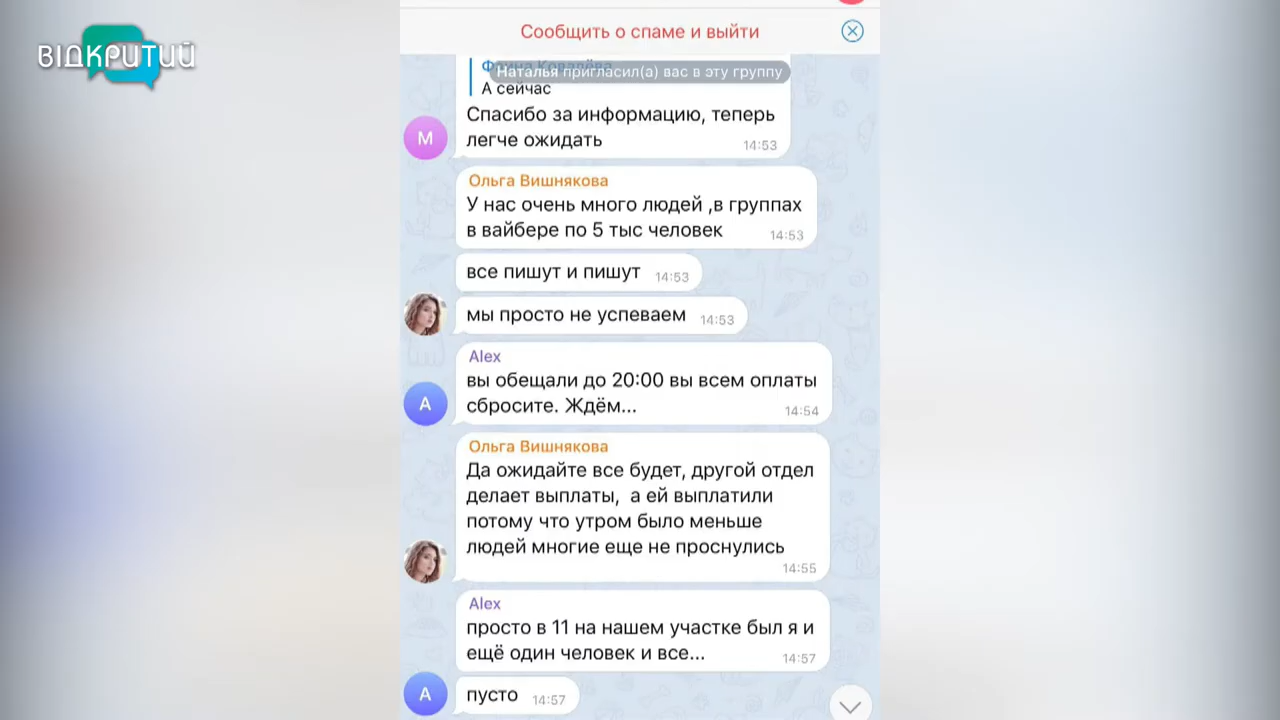 ВІДКРИТИЙ
Сообщить о спаме и выйти
Фаина Ковалёва
Наталья пригласил(а) вас в эту группу
А сейчас
Спасибо за информацию, теперь
легче ожидать
14:53
М
Ольга Вишнякова
У нас очень много людей ,в группах
в вайбере по 5 тыс человек
14:53
все пишут и пишут 14:53
мы просто не успеваем 14:53
Alex
вы обещали до 20:00 вы всем оплаты
сбросите. Ждём...
14:54
А
Ольга Вишнякова
Да ожидайте все будет, другой отдел
делает выплаты,  а ей выплатили
потому что утром было меньше
людей многие еще не проснулись
14:55
Alex
просто в 11 на нашем участке был я и
ещё один человек и все...
14:57
А
пусто 14:57